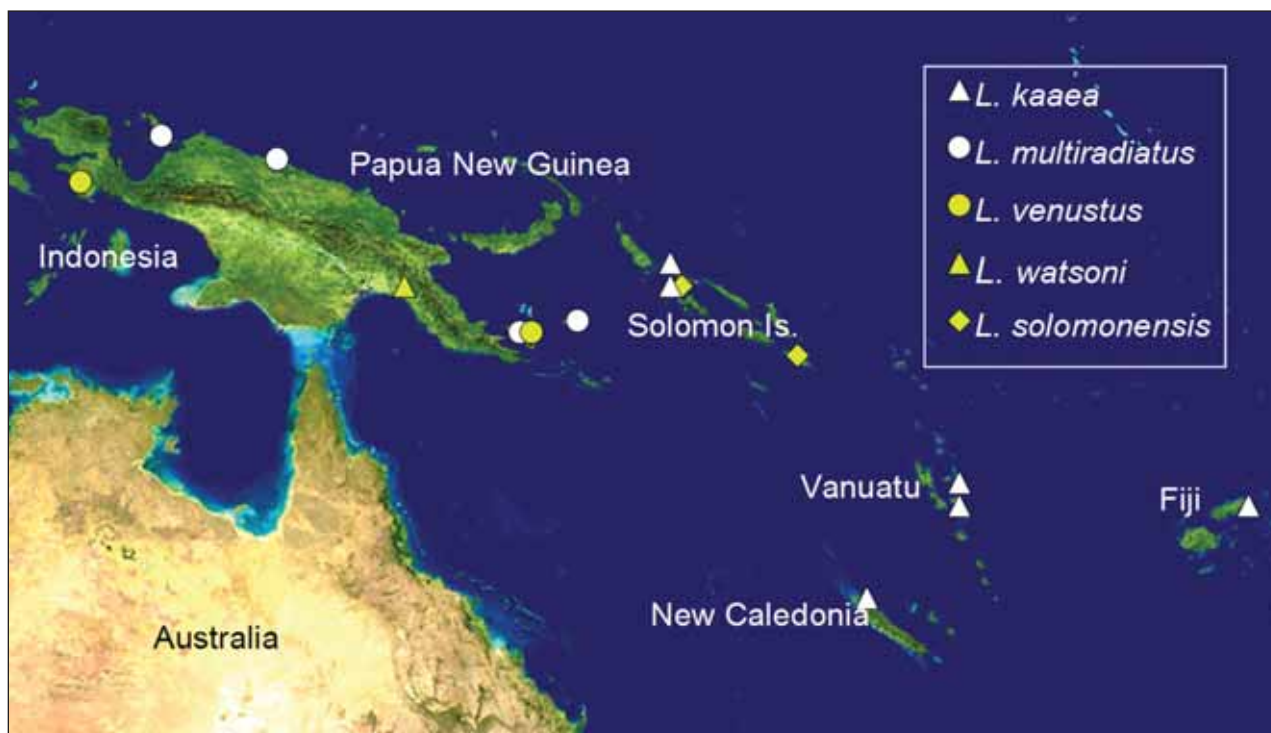 L. kaaea
L. multiradiatus
L. venustus
L. watsoni
L. solomonensis
Papua New Guinea
Indonesia
Solomon Is.
Vanuatu
Fiji
New Caledonia
Australia